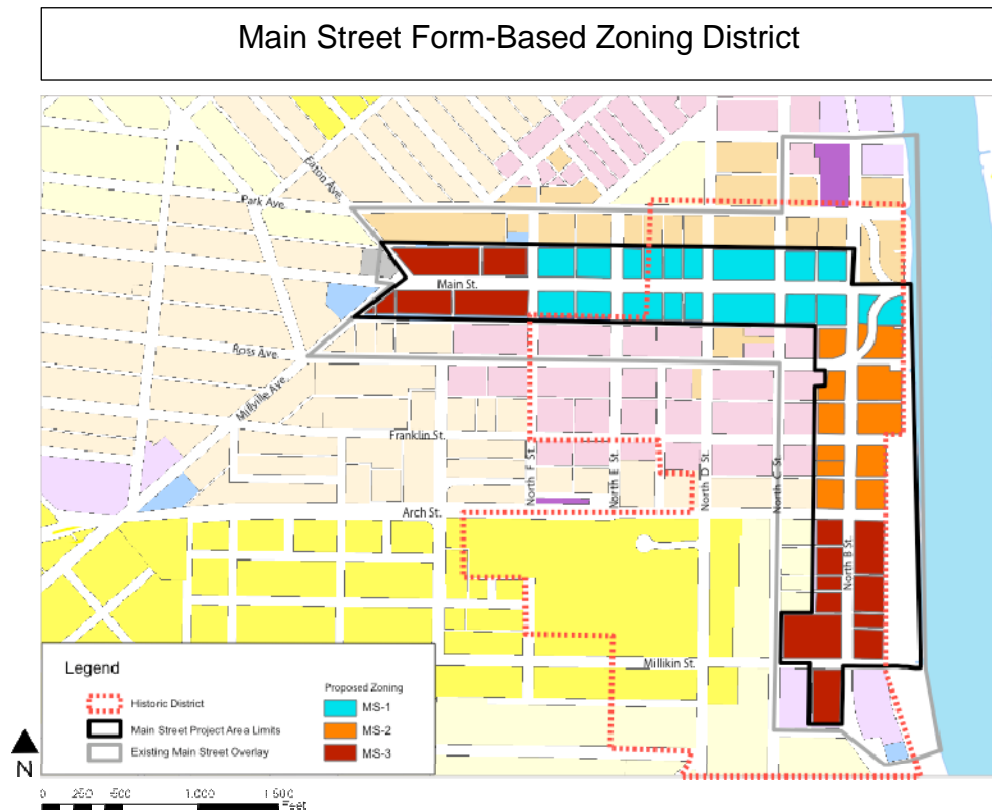 Main Street Form-Based Zoning District
Eaton Ave.
Park Ave.
Main St.
Ross Ave.
Millville Ave.
Franklin St.
North F St.
North E St.
North D St.
North C St.
Arch St.
North B St.
Millikin St.
Legend
Historic District
Main Street Project Area Limits
Existing Main Street Overlay
Proposed Zoning
MS-1
MS-2
MS-3
N
0 250 500 1,000 1 500
Feet